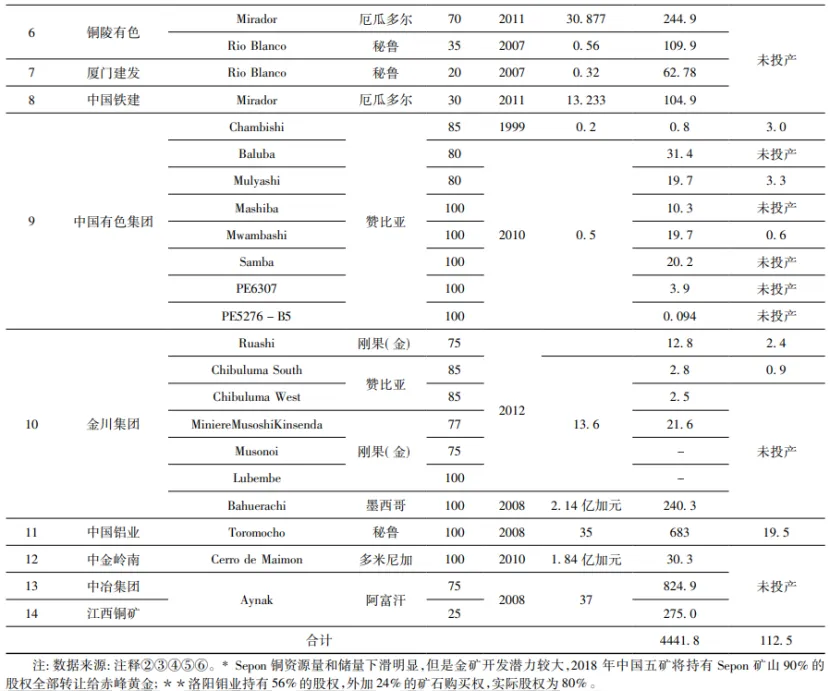 6 铜陵有色 Mirador 厄瓜多尔 70 2011 30.877 244.9 未投产
Rio Blanco 秘鲁 35 2007 0.56 109.9
7 厦门建发 Rio Blanco 秘鲁 20 2007 0.32 62.78
8 中国铁建 Mirador 厄瓜多尔 30 2011 13.233 104.9
9 中国有色集团 Chambishi 赞比亚 85 1999 0.2 0.8 3.0
Baluba 80 2010 0.5 31.4 未投产
Mulyashi 80 19.7 3.3
Mashiba 100 10.3 未投产
Mwambashi 100 19.7 0.6
Samba 100 20.2 未投产
PE6307 100 3.9 未投产
PE5276－B5 100 0.094 未投产
10 金川集团 Ruashi 刚果(金) 75 2012 13.6 12.8 2.4
Chibuluma South 赞比亚 85 2.8 0.9
Chibuluma West 85 2.5 未投产
MiniereMusoshiKinsenda 刚果(金) 77 21.6
Musonoi 75 －
Lubembe 100 －
Bahuerachi 墨西哥 100 2008 2.14亿加元 240.3
11 中国铝业 Toromocho 秘鲁 100 2008 35 683 19.5
12 中金岭南 Cerro de Maimon 多米尼加 100 2010 1.84亿加元 30.3 未投产
13 中冶集团 Aynak 阿富汗 75 2008 37 824.9
14 江西铜矿 25 275.0
合计 4441.8 112.5
注:数据来源:注释②③④⑤⑥。* Sepon 铜资源量和储量下滑明显,但是金矿开发潜力较大,2018 年中国五矿将持有 Sepon 矿山 90%的
股权全部转让给赤峰黄金;＊＊洛阳钼业持有56%的股权,外加24%的矿石购买权,实际股权为80%。